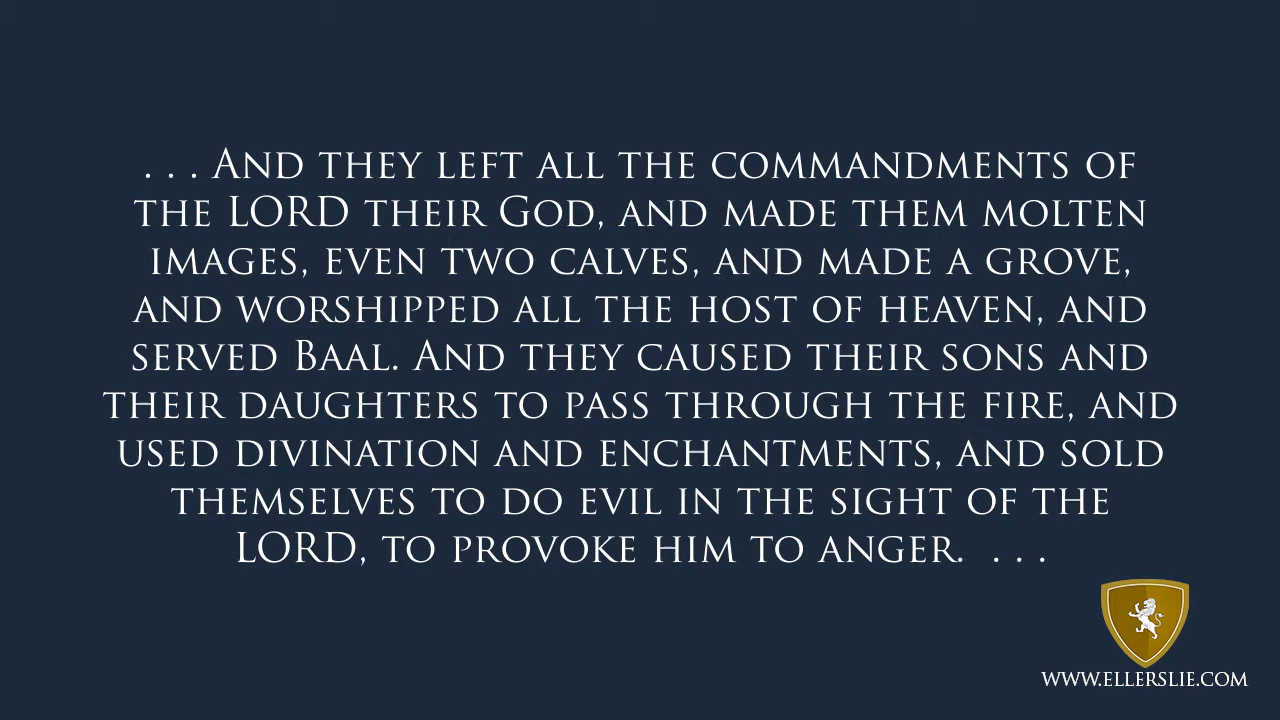 . . . And they left all the commandments of
the LORD their God, and made them molten
images, even two calves, and made a grove,
and worshipped all the host of heaven, and
served Baal. And they caused their sons and
their daughters to pass through the fire, and
used divination and enchantments, and sold
themselves to do evil in the sight of the
LORD, to provoke him to anger.  . . .
www.ellerslie.com